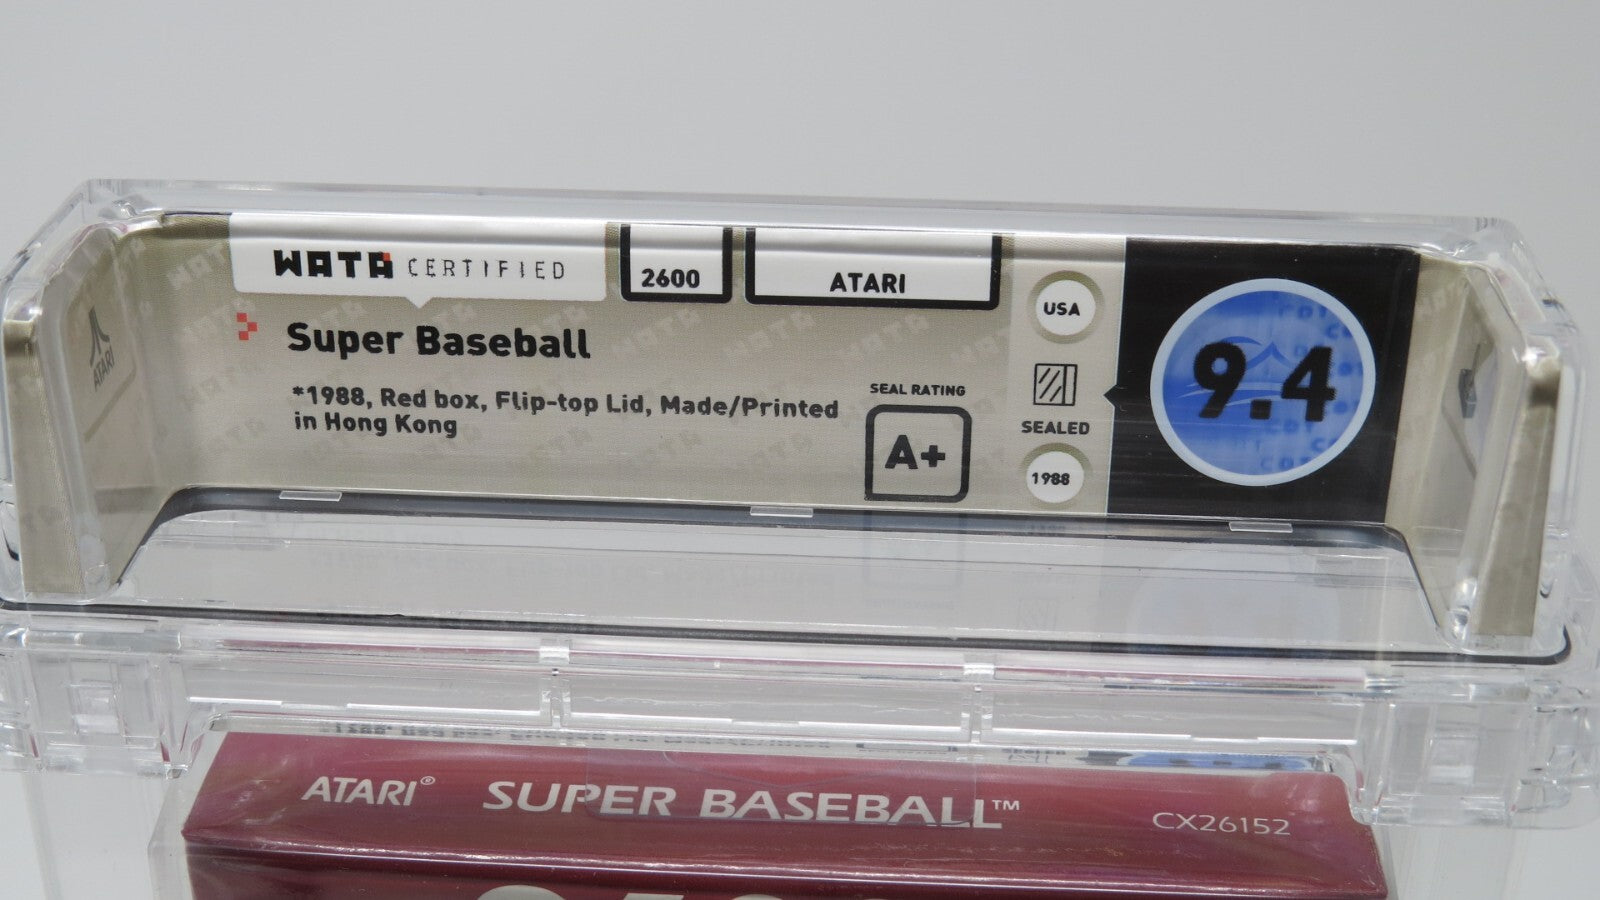 WATA CERTIFIED
2600
ATARI
USA
Super Baseball
*1988, Red box, Flip-top Lid, Made/Printed
in Hong Kong
SEAL RATING
A+
SEALED
1988
9.4
ATARI
ATARI® SUPER BASEBALL™ CX26152